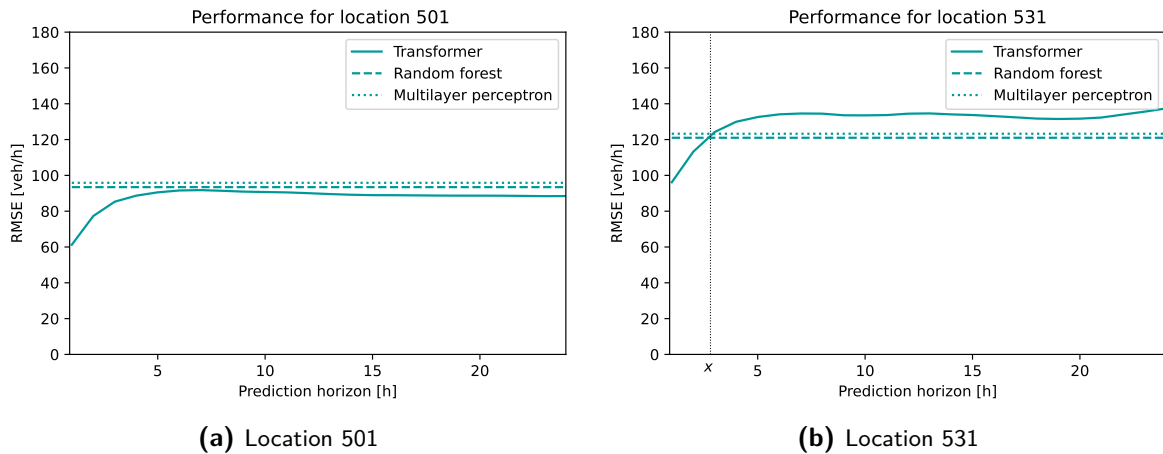 Performance for location 501
180
160
140
120
100
80
60
40
20
0
RMSE [veh/h]
Transformer
Random forest
Multilayer perceptron
5
10
15
20
Prediction horizon [h]
(a) Location 501
Performance for location 531
180
160
140
120
100
80
60
40
20
0
RMSE [veh/h]
Transformer
Random forest
Multilayer perceptron
x
5
10
15
20
Prediction horizon [h]
(b) Location 531